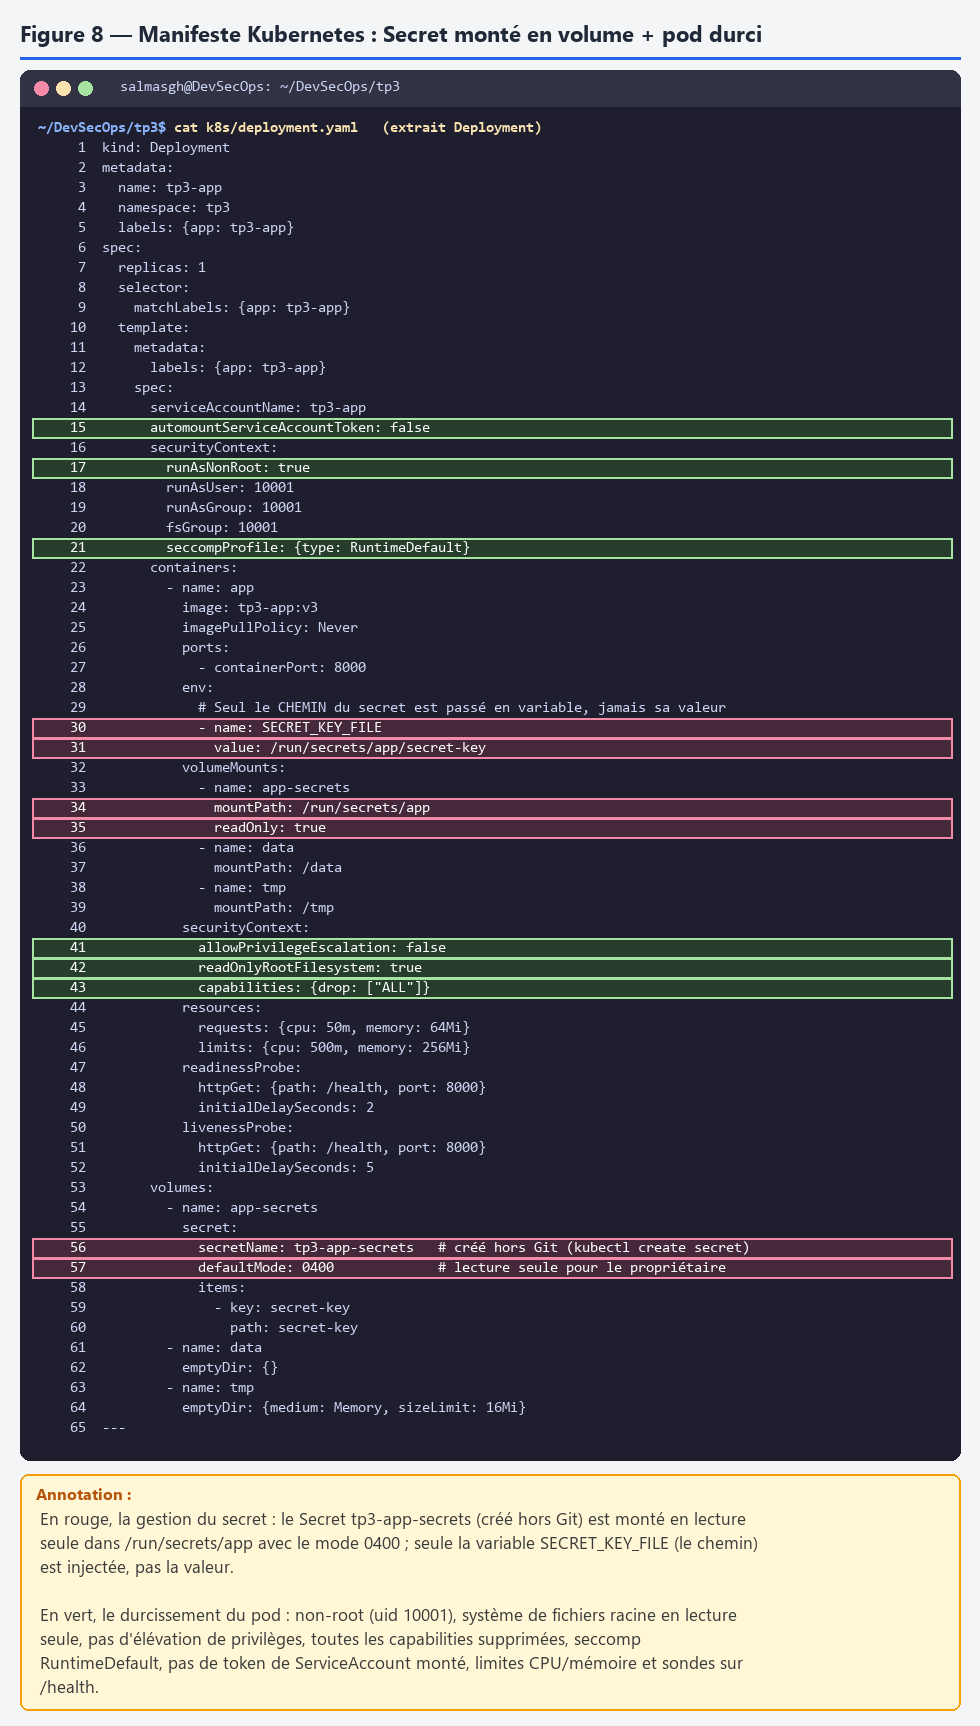 Figure 8 — Manifeste Kubernetes : Secret monté en volume + pod durci
salmasgh@DevSecOps: ~/DevSecOps/tp3
~/DevSecOps/tp3$ cat k8s/deployment.yaml   (extrait Deployment)
1  kind: Deployment
2  metadata:
3    name: tp3-app
4    namespace: tp3
5    labels: {app: tp3-app}
6  spec:
7    replicas: 1
8    selector:
9      matchLabels: {app: tp3-app}
10    template:
11      metadata:
12        labels: {app: tp3-app}
13      spec:
14        serviceAccountName: tp3-app
15        automountServiceAccountToken: false
16        securityContext:
17          runAsNonRoot: true
18          runAsUser: 10001
19          runAsGroup: 10001
20          fsGroup: 10001
21          seccompProfile: {type: RuntimeDefault}
22        containers:
23          - name: app
24            image: tp3-app:v3
25            imagePullPolicy: Never
26            ports:
27              - containerPort: 8000
28            env:
29              # Seul le CHEMIN du secret est passé en variable, jamais sa valeur
30              - name: SECRET_KEY_FILE
31                value: /run/secrets/app/secret-key
32            volumeMounts:
33              - name: app-secrets
34                mountPath: /run/secrets/app
35                readOnly: true
36              - name: data
37                mountPath: /data
38              - name: tmp
39                mountPath: /tmp
40            securityContext:
41              allowPrivilegeEscalation: false
42              readOnlyRootFilesystem: true
43              capabilities: {drop: ["ALL"]}
44            resources:
45              requests: {cpu: 50m, memory: 64Mi}
46              limits: {cpu: 500m, memory: 256Mi}
47            readinessProbe:
48              httpGet: {path: /health, port: 8000}
49              initialDelaySeconds: 2
50            livenessProbe:
51              httpGet: {path: /health, port: 8000}
52              initialDelaySeconds: 5
53        volumes:
54          - name: app-secrets
55            secret:
56              secretName: tp3-app-secrets   # créé hors Git (kubectl create secret)
57              defaultMode: 0400             # lecture seule pour le propriétaire
58              items:
59                - key: secret-key
60                  path: secret-key
61          - name: data
62            emptyDir: {}
63          - name: tmp
64            emptyDir: {medium: Memory, sizeLimit: 16Mi}
65  ---
Annotation :
En rouge, la gestion du secret : le Secret tp3-app-secrets (créé hors Git) est monté en lecture
seule dans /run/secrets/app avec le mode 0400 ; seule la variable SECRET_KEY_FILE (le chemin)
est injectée, pas la valeur.
En vert, le durcissement du pod : non-root (uid 10001), système de fichiers racine en lecture
seule, pas d'élévation de privilèges, toutes les capabilities supprimées, seccomp
RuntimeDefault, pas de token de ServiceAccount monté, limites CPU/mémoire et sondes sur
/health.